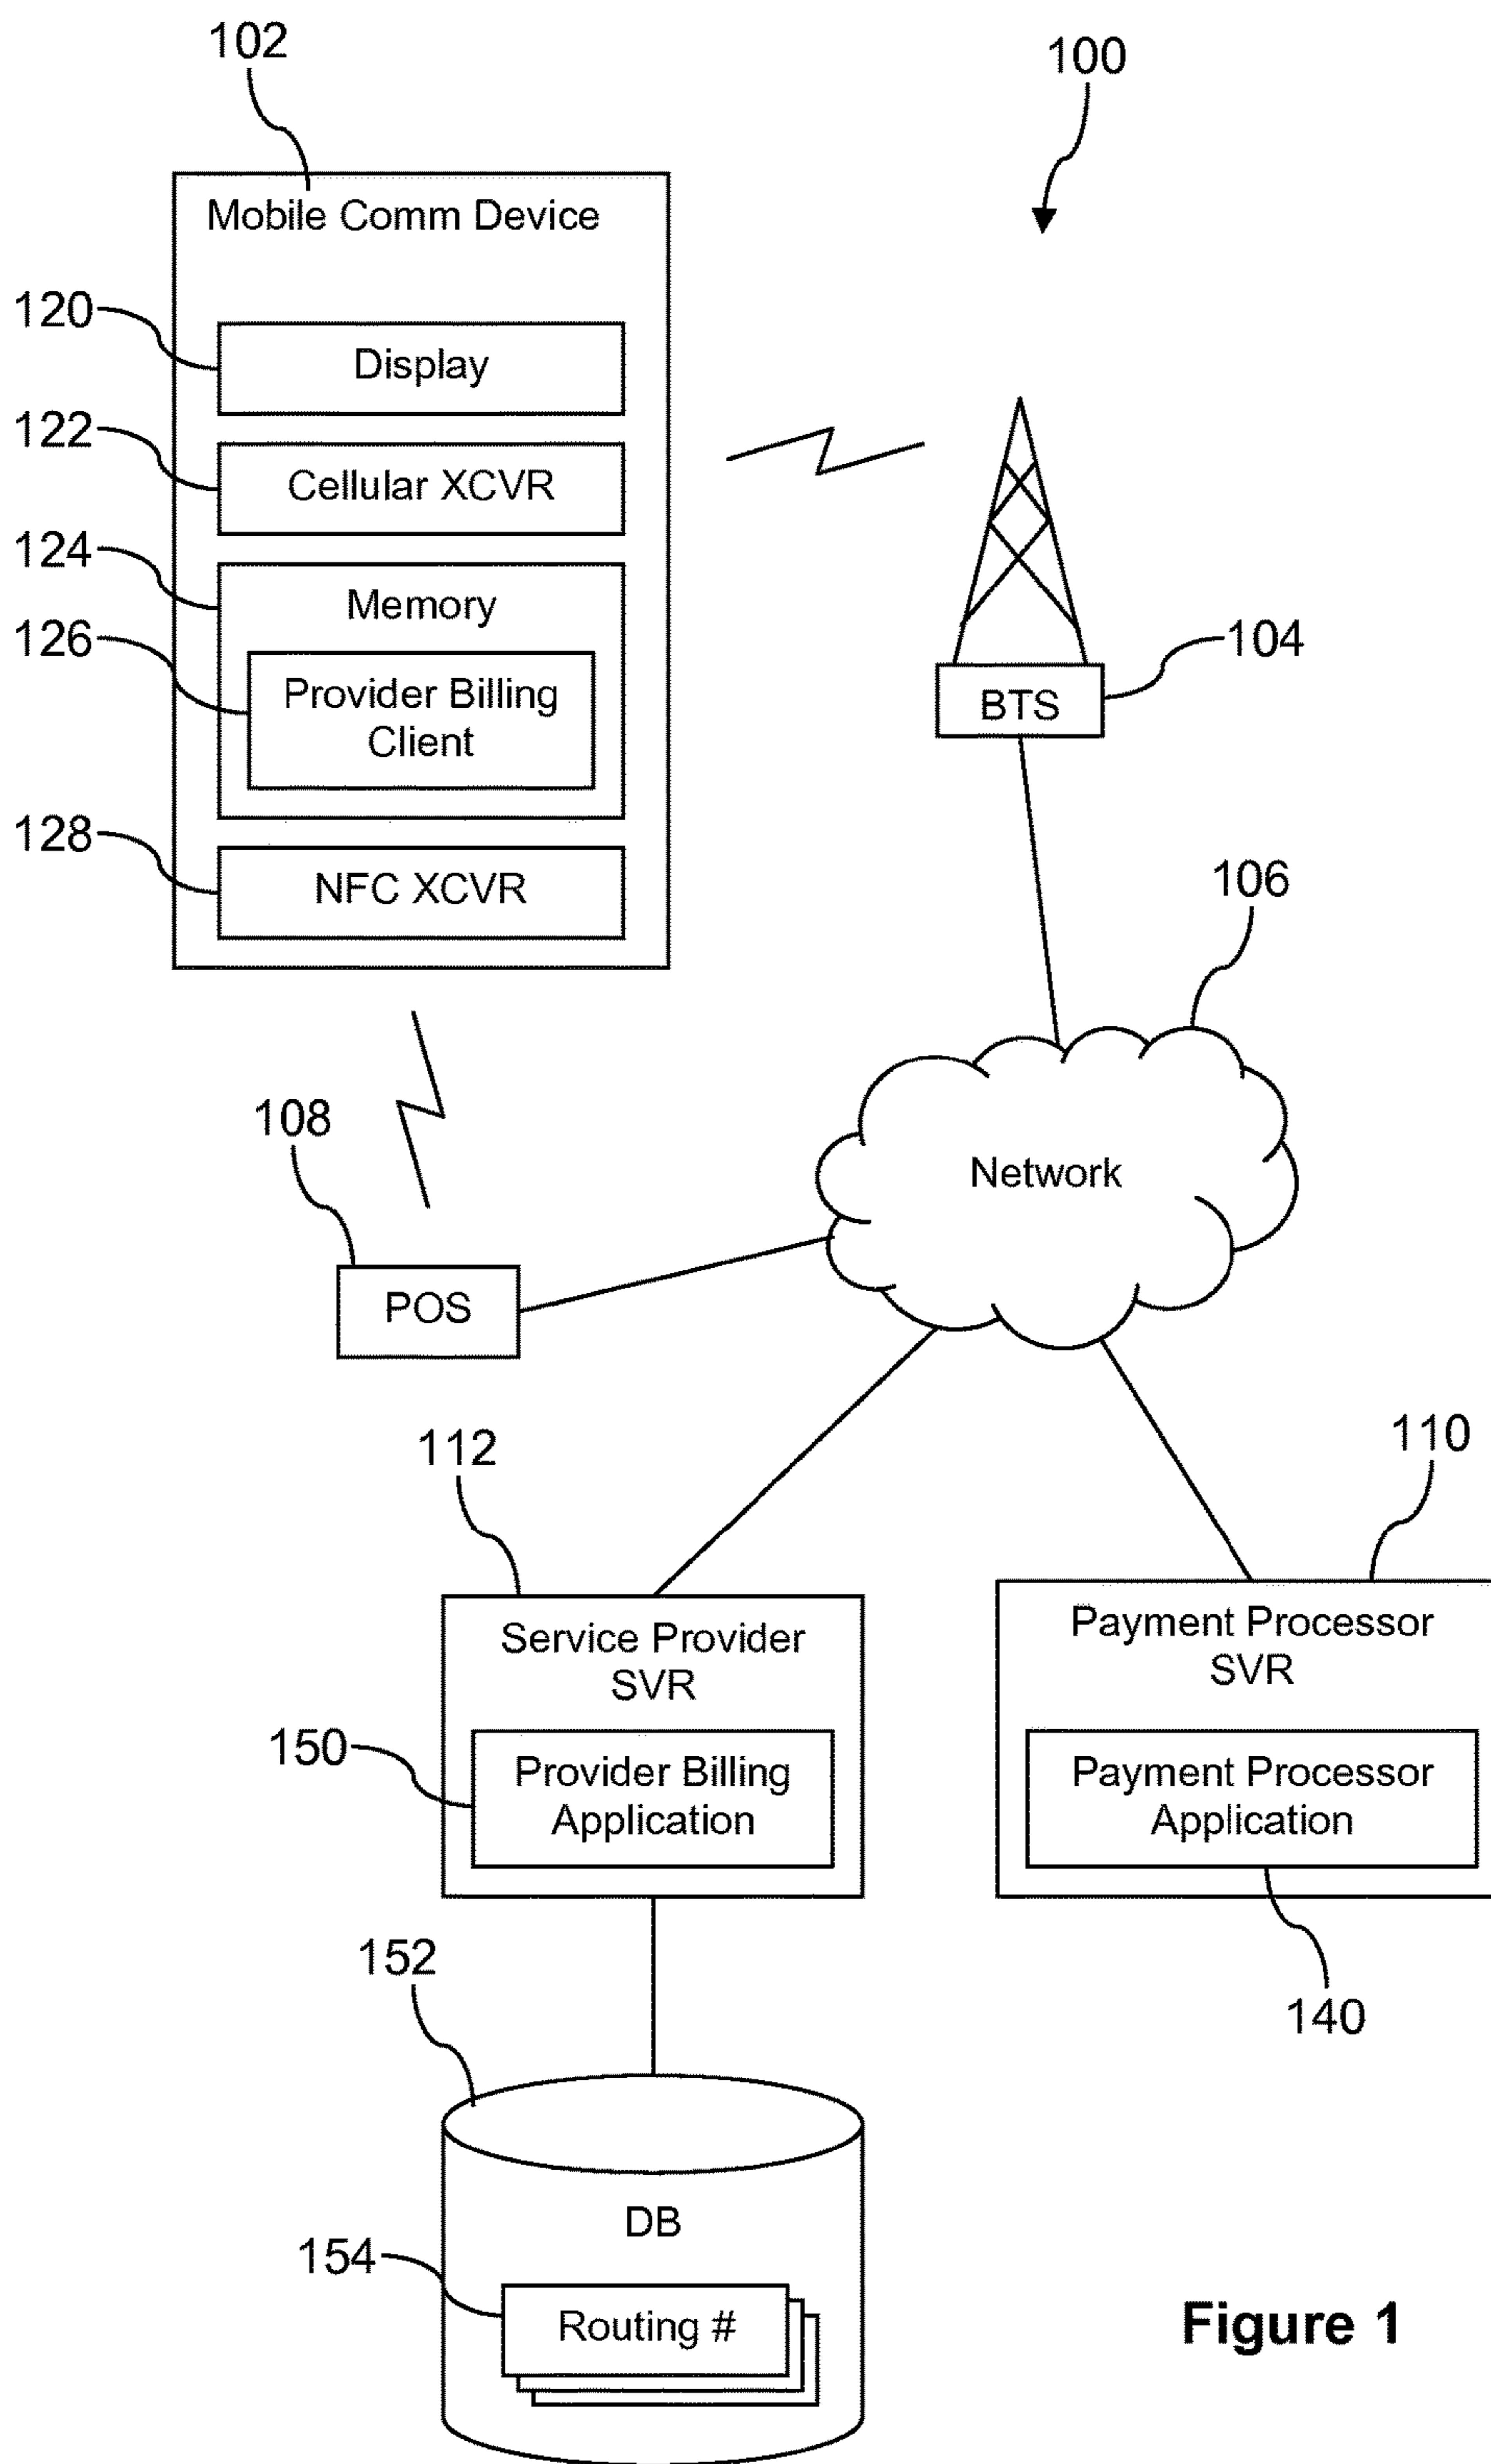 102
100
Mobile Comm Device
120
Display
122
Cellular XCVR
124
Memory
126
Provider Billing
Client
104
BTS
128
NFC XCVR
106
Network
108
POS
112
110
Service Provider
SVR
Payment Processor
SVR
150
Provider Billing
Application
Payment Processor
Application
152
140
DB
154
Routing #
Figure 1